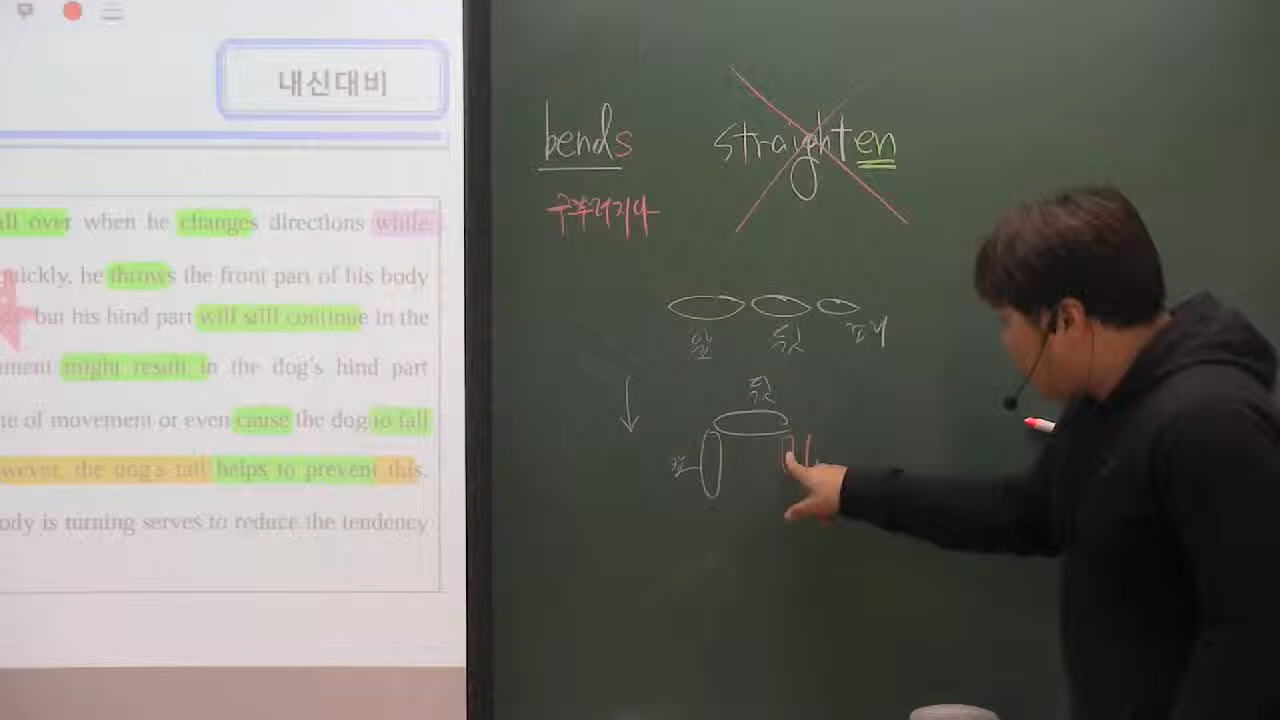 내신대비
all over when he changes directions while
quickly, he throws the front part of his body
but his hind part will still continue in the
might result in the dog's hind part
of movement or even cause the dog to fall
however, the dog's tail helps to prevent this.
body is turning serves to reduce the tendency
bends
straighten
구부러지다
앞
뒷
꼬리
뒷
앞